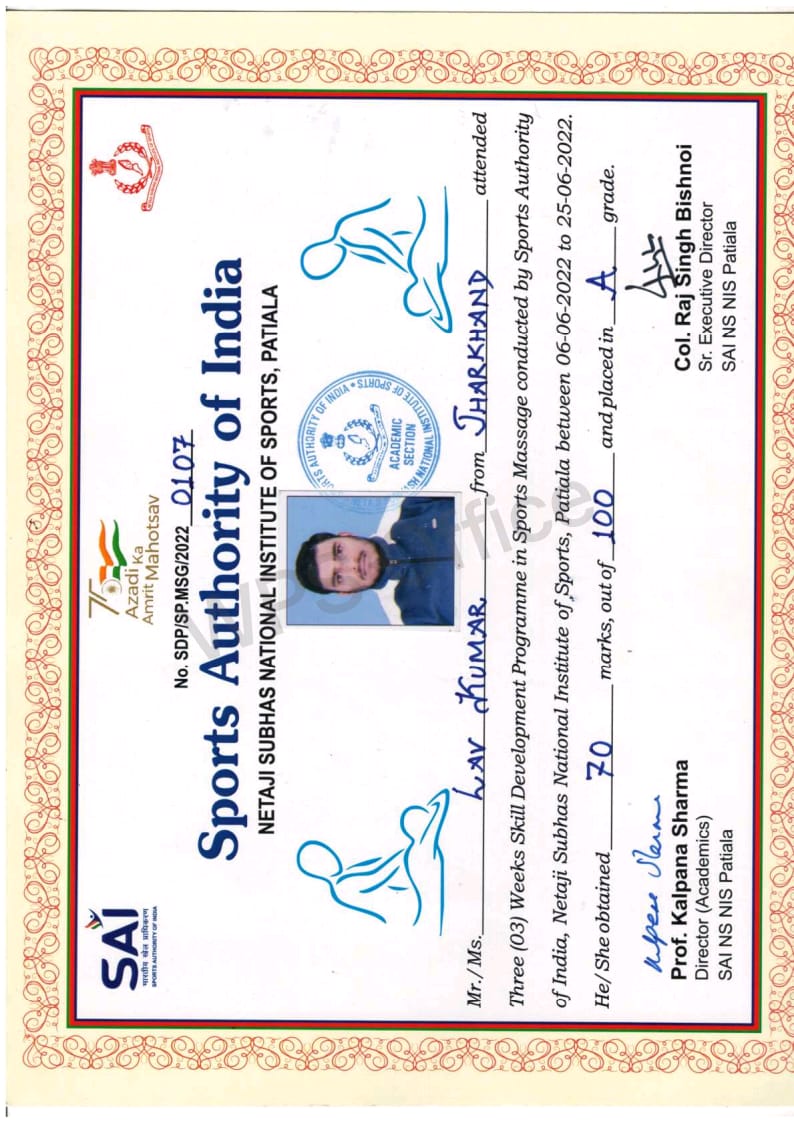 SAI
भारतीय खेल प्राधिकरण
SPORTS AUTHORITY OF INDIA
75
Azadi Ka
Amrit Mahotsav
No. SDP/SP.MSG/2022 0107
Sports Authority of India
NETAJI SUBHAS NATIONAL INSTITUTE OF SPORTS, PATIALA
RTS AUTHORITY OF INDIA
ACADEMIC
SECTION
SH NATIONAL INSTITUTE OF SPORTS
Mr./Ms. LAV KUMAR from JHARKHAND attended
Three (03) Weeks Skill Development Programme in Sports Massage conducted by Sports Authority
of India, Netaji Subhas National Institute of Sports, Patiala between 06-06-2022 to 25-06-2022.
He/She obtained 70 marks, out of 100 and placed in A grade.
Prof. Kalpana Sharma
Director (Academics)
SAI NS NIS Patiala
Col. Raj Singh Bishnoi
Sr. Executive Director
SAI NS NIS Patiala
WPS Office